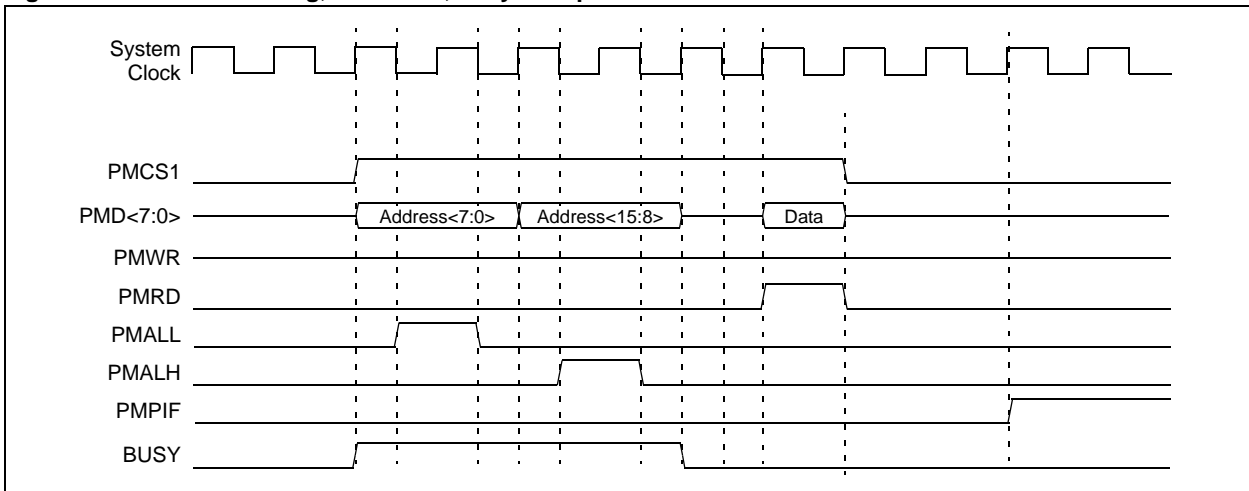 System
Clock
PMCS1
PMD<7:0>
Address<7:0>
Address<15:8>
Data
PMWR
PMRD
PMALL
PMALH
PMPIF
BUSY